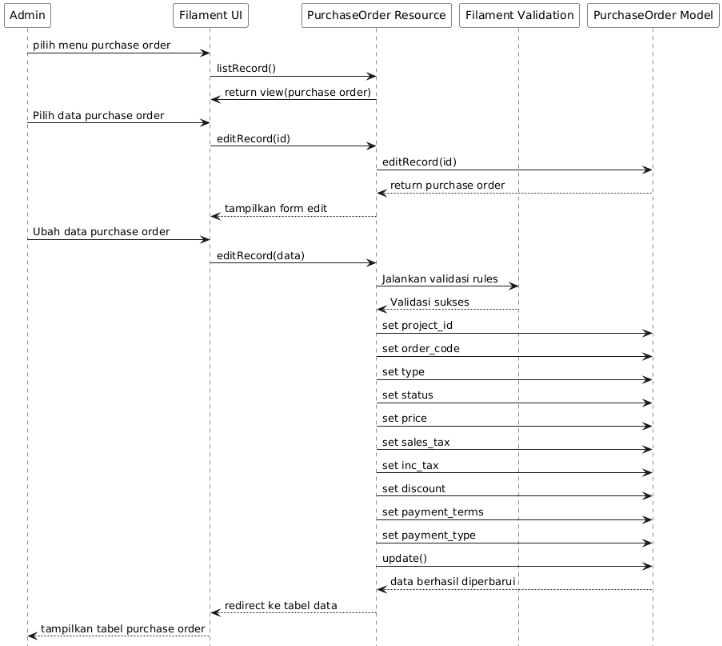 Admin
Filament UI
PurchaseOrder Resource
Filament Validation
PurchaseOrder Model
pilih menu purchase order
listRecord()
return view(purchase order)
Pilih data purchase order
editRecord(id)
editRecord(id)
return purchase order
tampilkan form edit
Ubah data purchase order
editRecord(data)
Jalankan validasi rules
Validasi sukses
set project_id
set order_code
set type
set status
set price
set sales_tax
set inc_tax
set discount
set payment_terms
set payment_type
update()
data berhasil diperbarui
redirect ke tabel data
tampilkan tabel purchase order